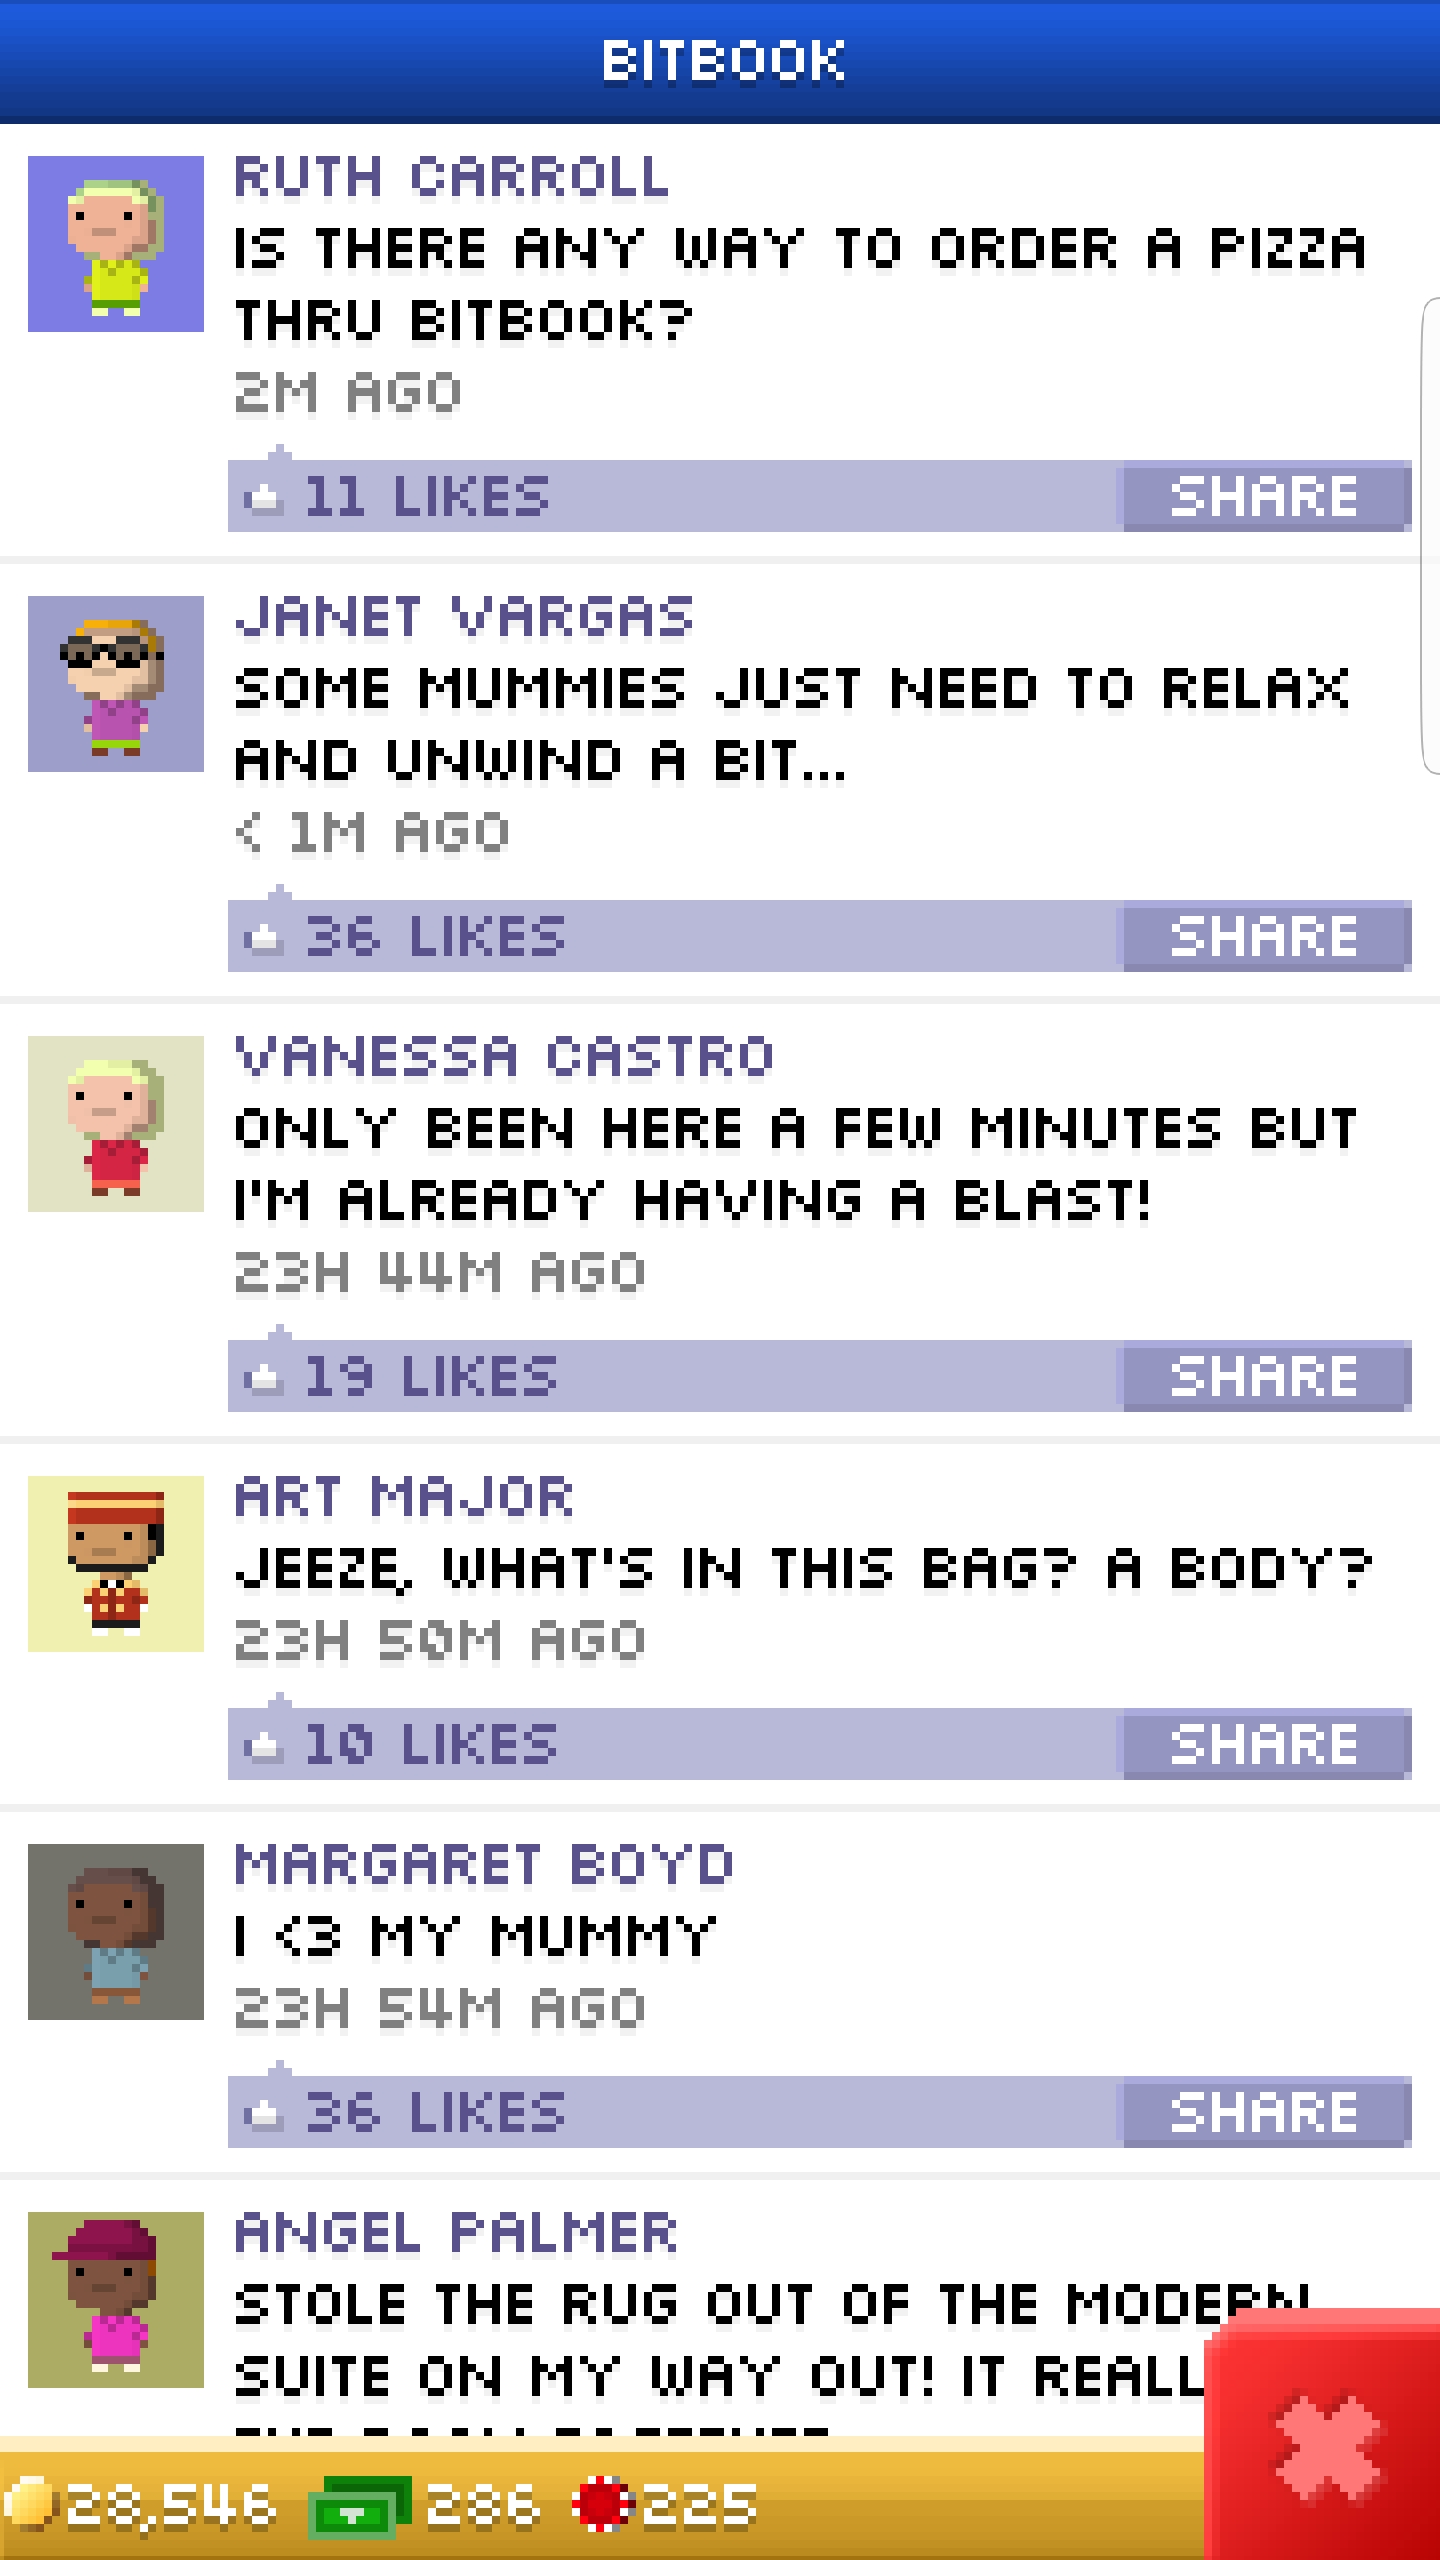 BITBOOK
RUTH CARROLL
IS THERE ANY WAY TO ORDER A PIZZA
THRU BITBOOK?
2M AGO
11 LIKES SHARE
JANET VARGAS
SOME MUMMIES JUST NEED TO RELAX
AND UNWIND A BIT...
< 1M AGO
36 LIKES SHARE
VANESSA CASTRO
ONLY BEEN HERE A FEW MINUTES BUT
I'M ALREADY HAVING A BLAST!
23H 44M AGO
19 LIKES SHARE
ART MAJOR
JEEZE, WHAT'S IN THIS BAG? A BODY?
23H 50M AGO
10 LIKES SHARE
MARGARET BOYD
I <3 MY MUMMY
23H 54M AGO
36 LIKES SHARE
ANGEL PALMER
STOLE THE RUG OUT OF THE MODERN
SUITE ON MY WAY OUT! IT REALL
28,546 286 225